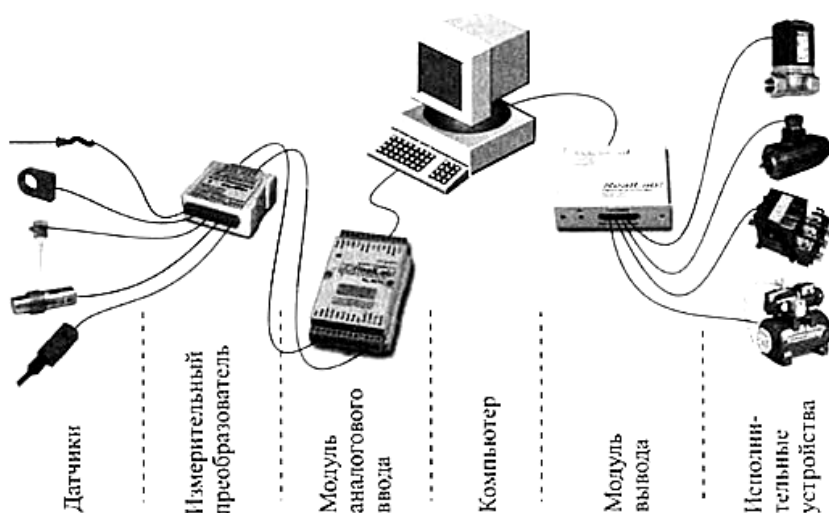 Датчики
Измерительный
преобразователь
Модуль
аналогового
ввода
Компьютер
Модуль
вывода
Исполни-
тельные
устройства